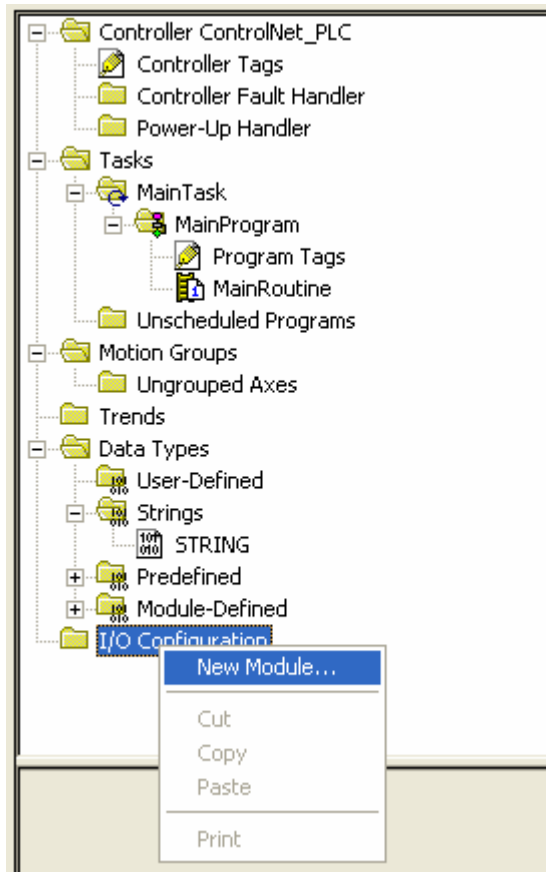 Controller ControlNet_PLC
Controller Tags
Controller Fault Handler
Power-Up Handler
Tasks
MainTask
MainProgram
Program Tags
MainRoutine
Unscheduled Programs
Motion Groups
Ungrouped Axes
Trends
Data Types
User-Defined
Strings
STRING
Predefined
Module-Defined
I/O Configuration
New Module...
Cut
Copy
Paste
Print